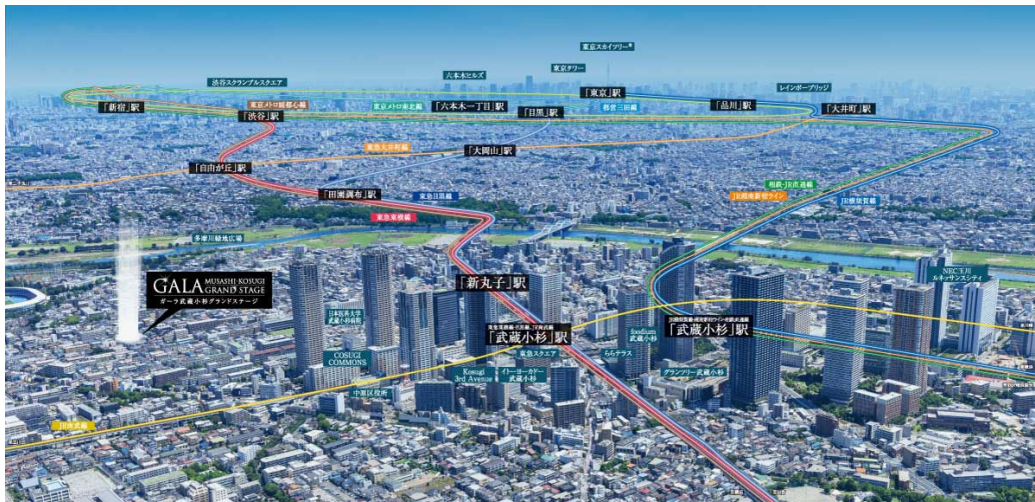 東京スカイツリー®
東京タワー
六本木ヒルズ
渋谷スクランブルスクエア
レインボーブリッジ
「東京」駅
「品川」駅
「大井町」駅
「新宿」駅
東京メトロ副都心線
東京メトロ南北線
「六本木一丁目」駅
「目黒」駅
都営三田線
「渋谷」駅
東急大井町線
「大岡山」駅
「自由が丘」駅
「田園調布」駅
東急目黒線
東急東横線
相鉄・JR直通線
JR湘南新宿ライン
JR横須賀線
多摩川緑地広場
GALA
MUSASHI KOSUGI
GRAND STAGE
ガーラ武蔵小杉グランドステージ
日本医科大学
武蔵小杉病院
「新丸子」駅
NEC玉川
ルネッサンスシティ
「武蔵小杉」駅
foodium
武蔵小杉
「武蔵小杉」駅
COSUGI
COMMONS
東急スクエア
ららテラス
Kosugi
3rd Avenue
イトーヨーカドー
武蔵小杉
グランツリー武蔵小杉
中原区役所
JR南武線